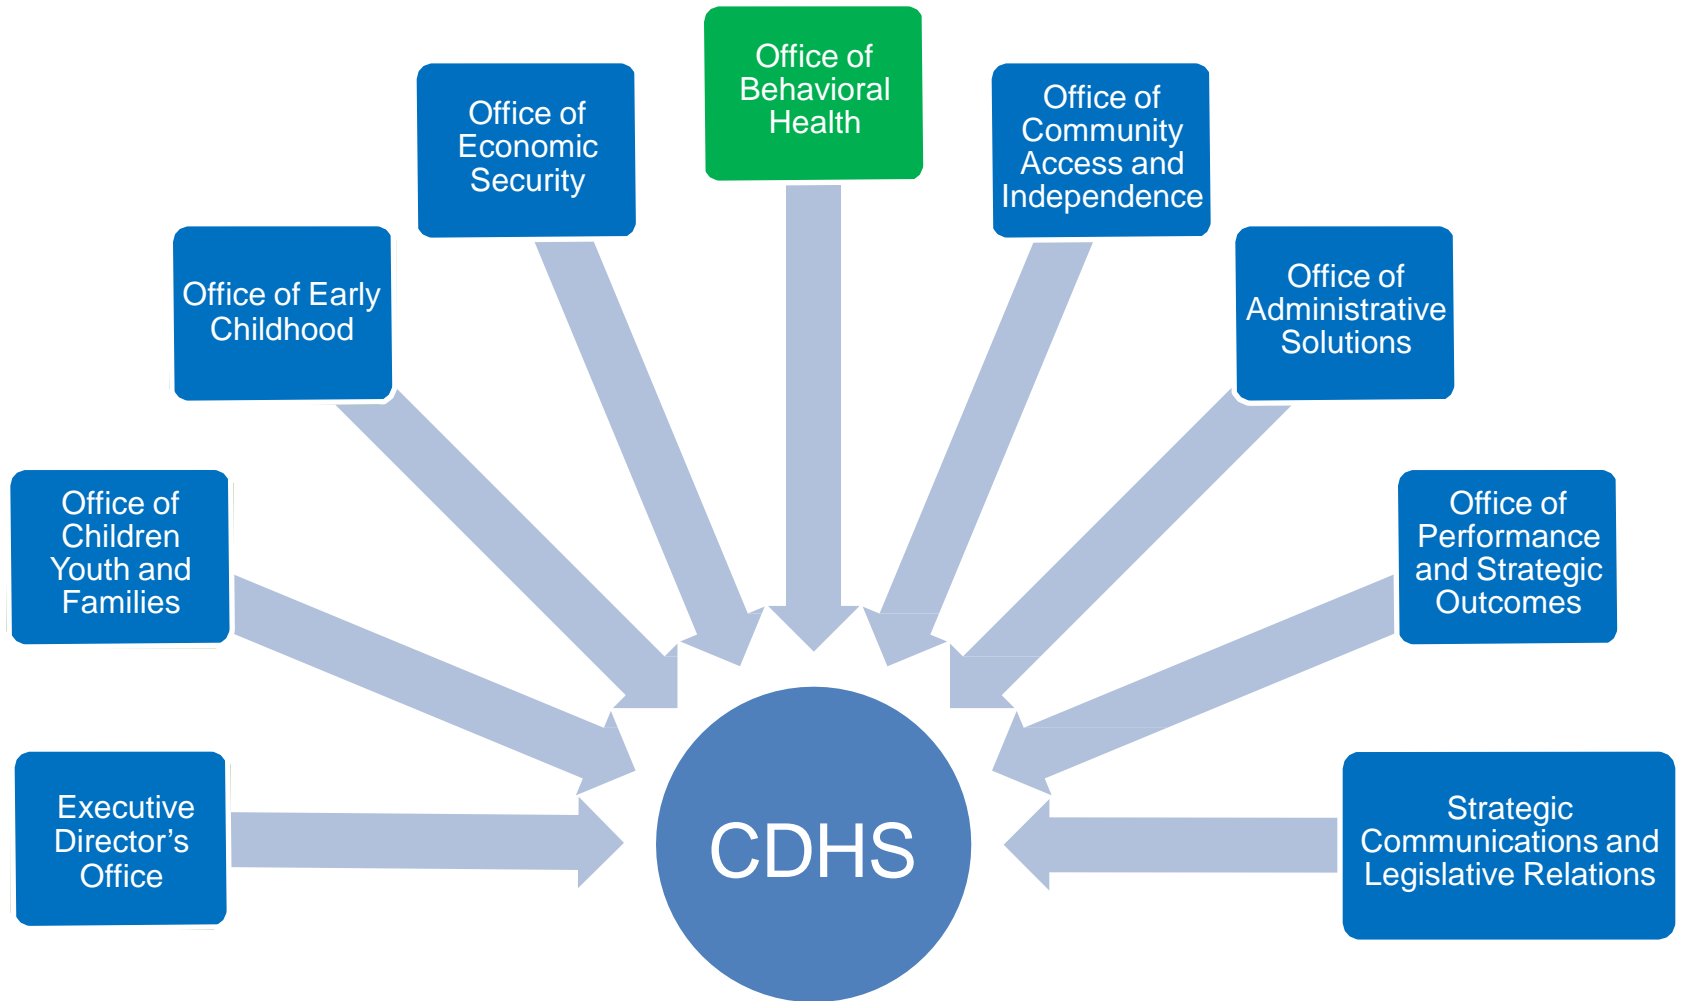 Office of
Behavioral
Health
Office of
Economic
Security
Office of
Community
Access and
Independence
Office of Early
Childhood
Office of
Administrative
Solutions
Office of
Children
Youth and
Families
Office of
Performance
and Strategic
Outcomes
Executive
Director’s
Office
CDHS
Strategic
Communications and
Legislative Relations